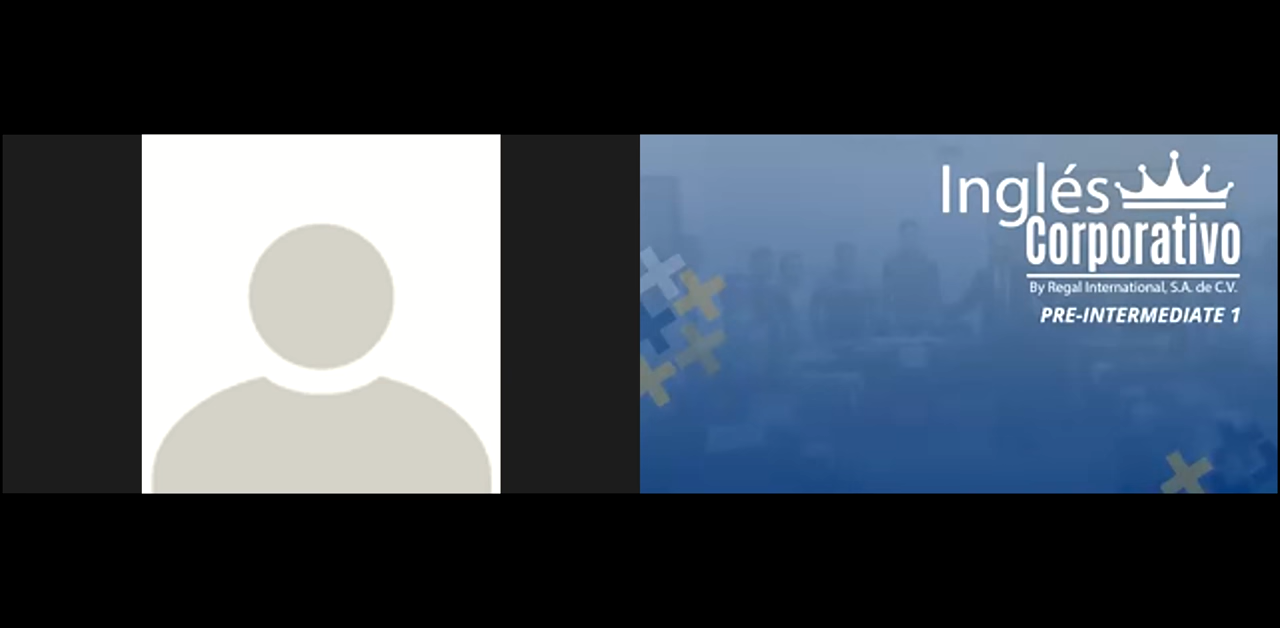 Inglés
Corporativo
By Regal International, S.A. de C.V.
PRE-INTERMEDIATE 1